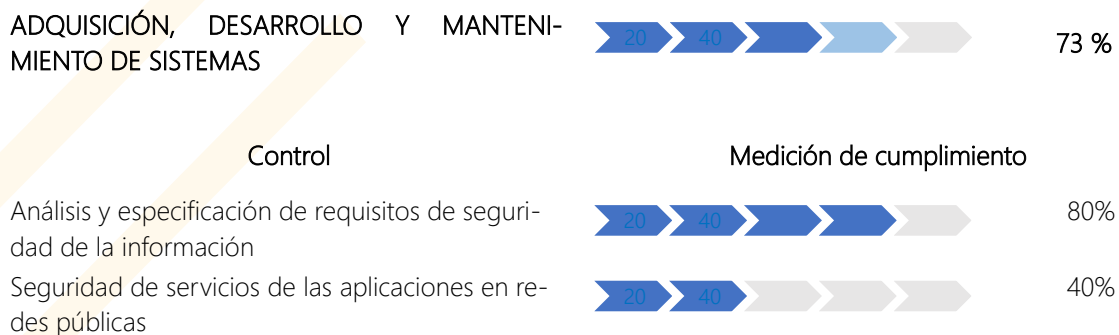 ADQUISICIÓN, DESARROLLO Y MANTENI-
MIENTO DE SISTEMAS
20 40
73 %
Control
Medición de cumplimiento
Análisis y especificación de requisitos de seguri-
dad de la información
20 40
80%
Seguridad de servicios de las aplicaciones en re-
des públicas
20 40
40%